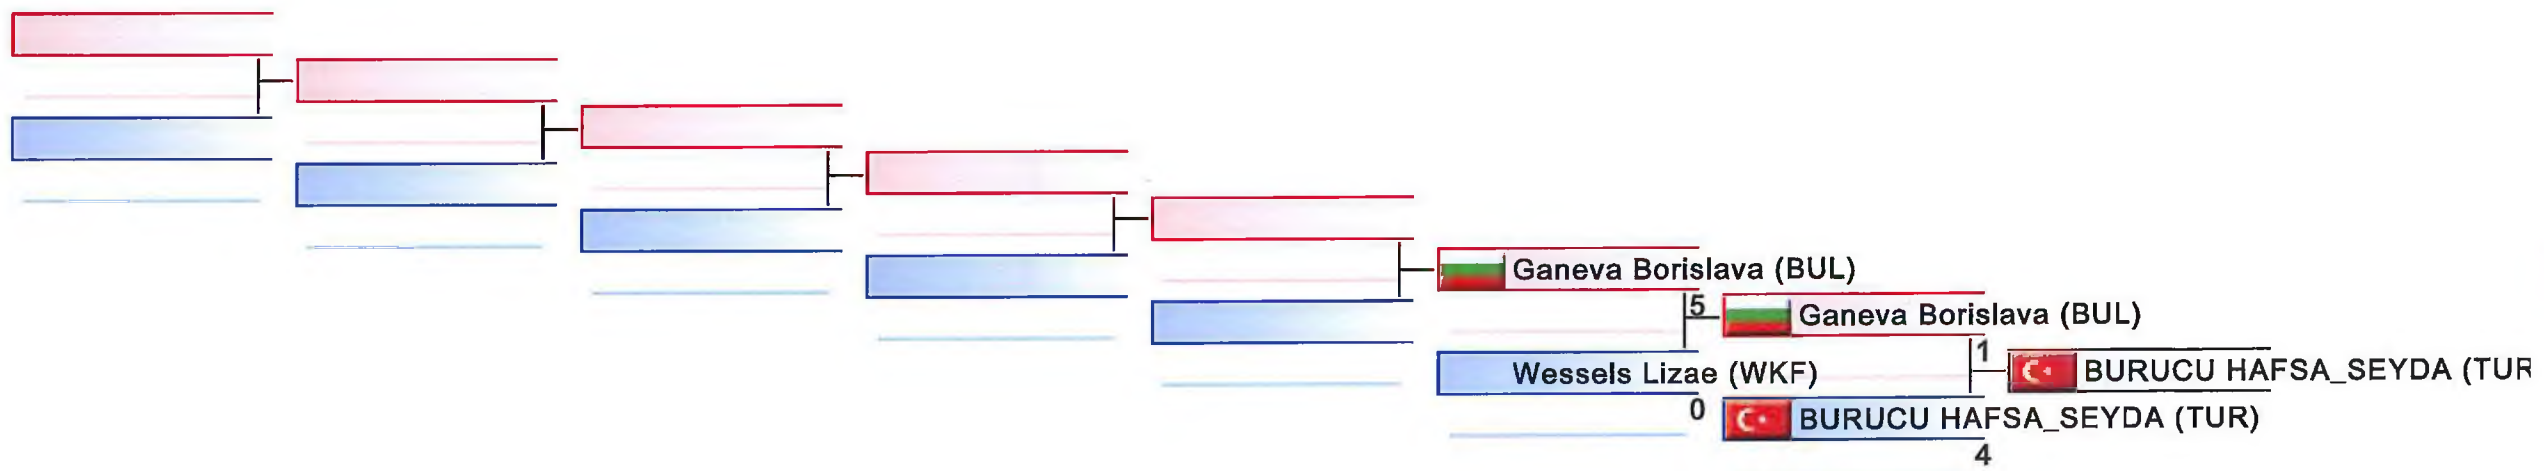 Ganeva Borislava (BUL)
5
Ganeva Borislava (BUL)
1
Wessels Lizae (WKF)
BURUCU HAFSA_SEYDA (TUR
0
BURUCU HAFSA_SEYDA (TUR)
4